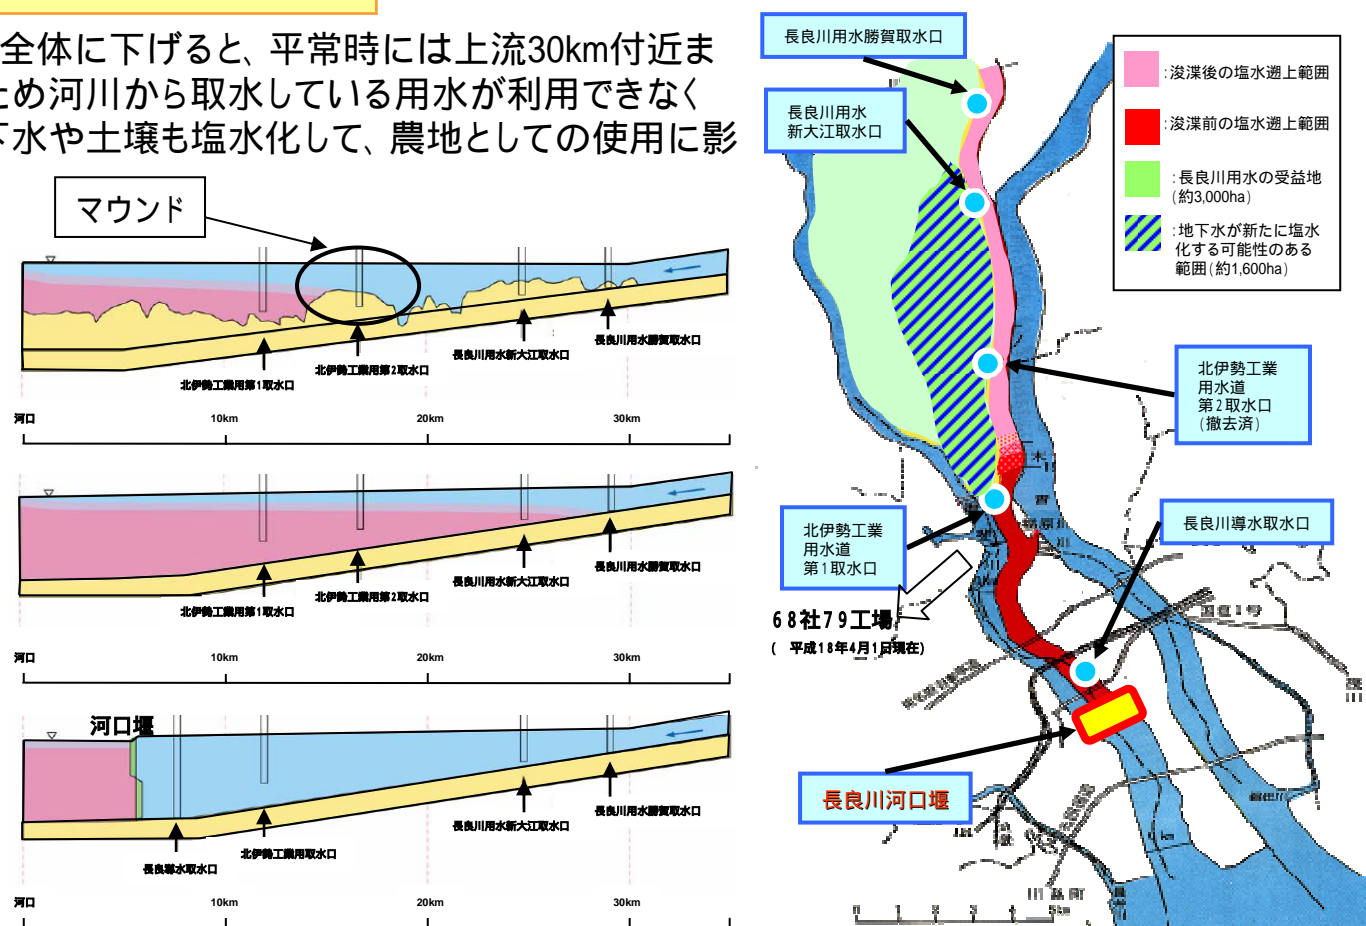 全体に下げると、平常時には上流30km付近ま
ため河川から取水している用水が利用できなく
下水や土壌も塩水化して、農地としての使用に影
マウンド
北伊勢工業用第1取水口
北伊勢工業用第2取水口
長良川用水新大江取水口
長良川用水勝賀取水口
河口
10km
20km
30km
北伊勢工業用第1取水口
北伊勢工業用第2取水口
長良川用水新大江取水口
長良川用水勝賀取水口
河口
10km
20km
30km
河口堰
長良導水取水口
北伊勢工業用取水口
長良川用水新大江取水口
長良川用水勝賀取水口
河口
10km
20km
30km
長良川用水勝賀取水口
長良川用水
新大江取水口
:浚渫後の塩水遡上範囲
:浚渫前の塩水遡上範囲
:長良川用水の受益地
(約3,000ha)
:地下水が新たに塩水
化する可能性のある
範囲(約1,600ha)
北伊勢工業
用水道
第2取水口
(撤去済)
北伊勢工業
用水道
第1取水口
長良川導水取水口
68社79工場
( 平成18年4月1日現在)
国道1号
長良川河口堰
0 1 2 3 4 5km